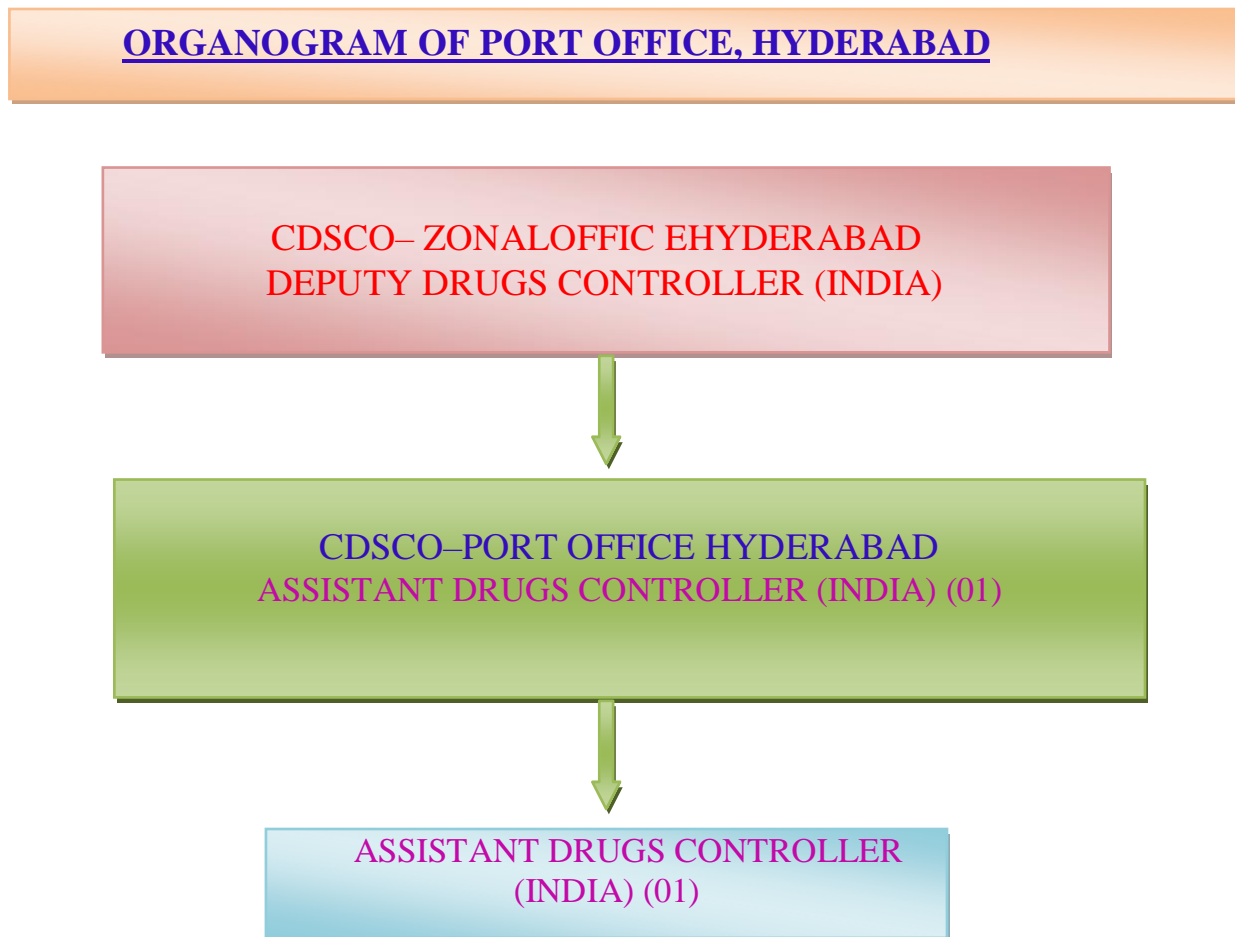 ORGANOGRAM OF PORT OFFICE, HYDERABAD
CDSCO– ZONALOFFIC EHYDERABAD
DEPUTY DRUGS CONTROLLER (INDIA)
CDSCO–PORT OFFICE HYDERABAD
ASSISTANT DRUGS CONTROLLER (INDIA) (01)
ASSISTANT DRUGS CONTROLLER
(INDIA) (01)